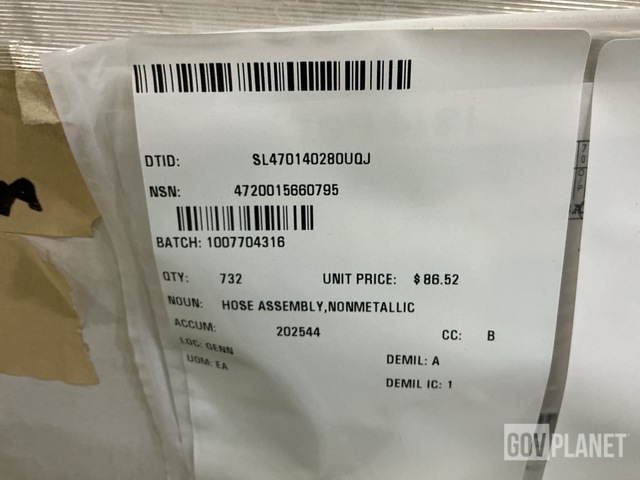 DTID: SL470140280UQJ
NSN: 4720015660795
BATCH: 1007704316
QTY: 732 UNIT PRICE: $ 86.52
NOUN: HOSE ASSEMBLY,NONMETALLIC
ACCUM: 202544 CC: B
LOC: GENN DEMIL: A
UOM: EA DEMIL IC: 1
GOVPLANET